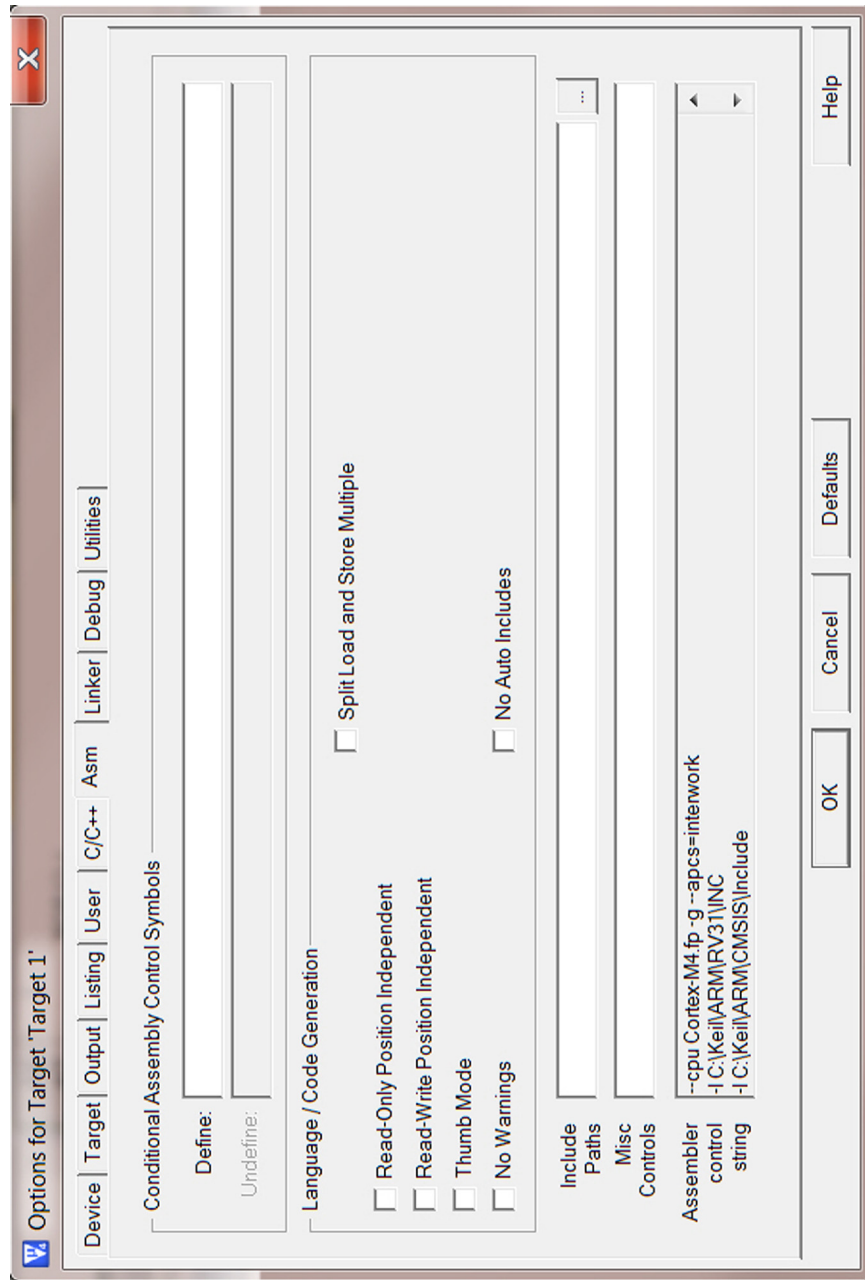 Options for Target 'Target 1'
Device Target Output Listing User C/C++ Asm Linker Debug Utilities
Conditional Assembly Control Symbols
Define:
Undefine:
Language / Code Generation
Read-Only Position Independent
Split Load and Store Multiple
Read-Write Position Independent
Thumb Mode
No Warnings
No Auto Includes
Include
Paths
...
Misc
Controls
Assembler
control
string
--cpu Cortex-M4.fp -g --apcs=interwork
-I C:\Keil\ARM\RV31\INC
-I C:\Keil\ARM\CMSIS\Include
OK Cancel Defaults Help